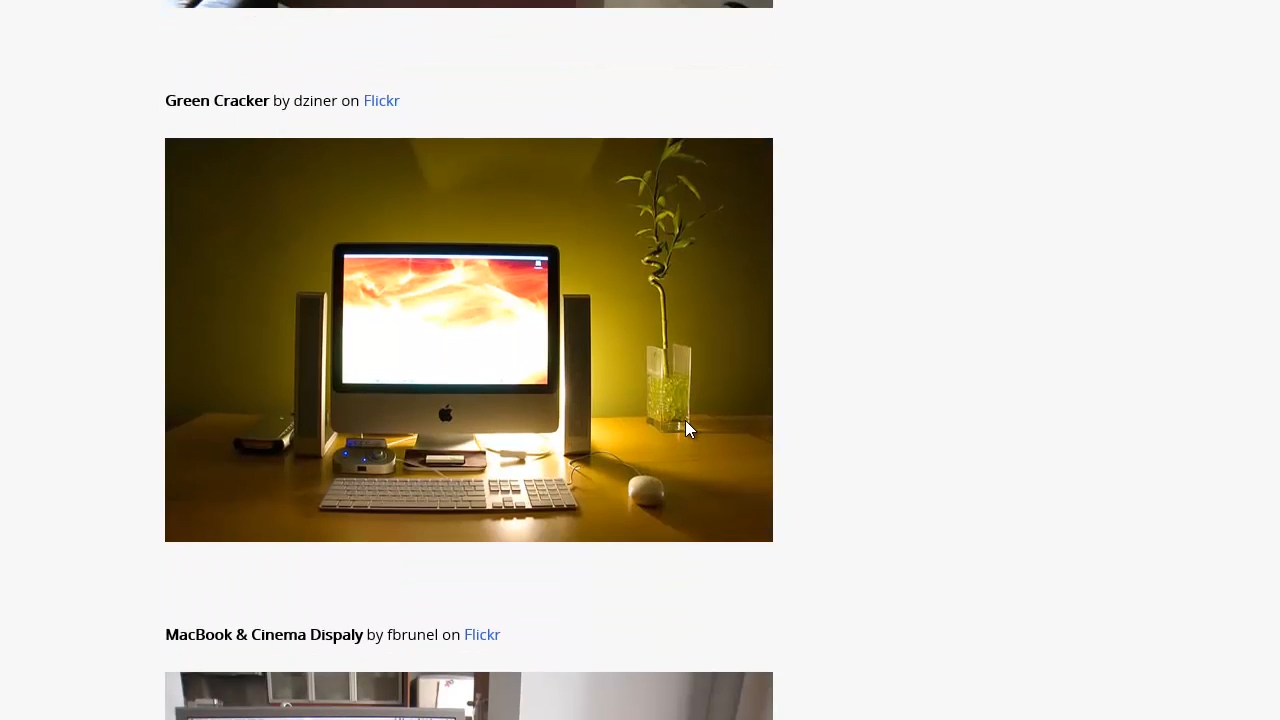 Green Cracker by dziner on Flickr
MacBook & Cinema Dispaly by fbrunel on Flickr